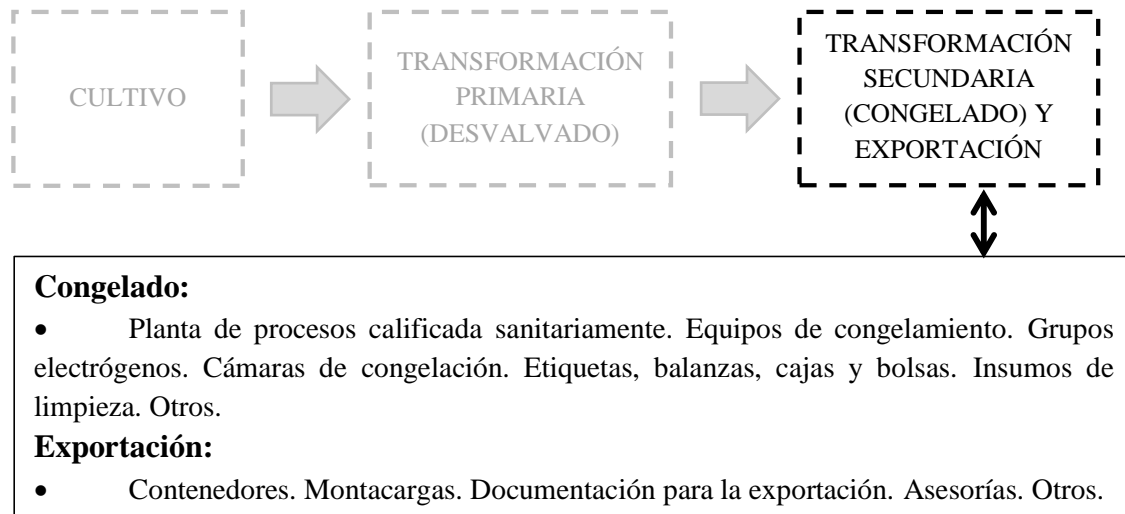 CULTIVO
TRANSFORMACIÓN
PRIMARIA
(DESVALVADO)
TRANSFORMACIÓN
SECUNDARIA
(CONGELADO) Y
EXPORTACIÓN
Congelado:
• Planta de procesos calificada sanitariamente. Equipos de congelamiento. Grupos
electrógenos. Cámaras de congelación. Etiquetas, balanzas, cajas y bolsas. Insumos de
limpieza. Otros.
Exportación:
• Contenedores. Montacargas. Documentación para la exportación. Asesorías. Otros.